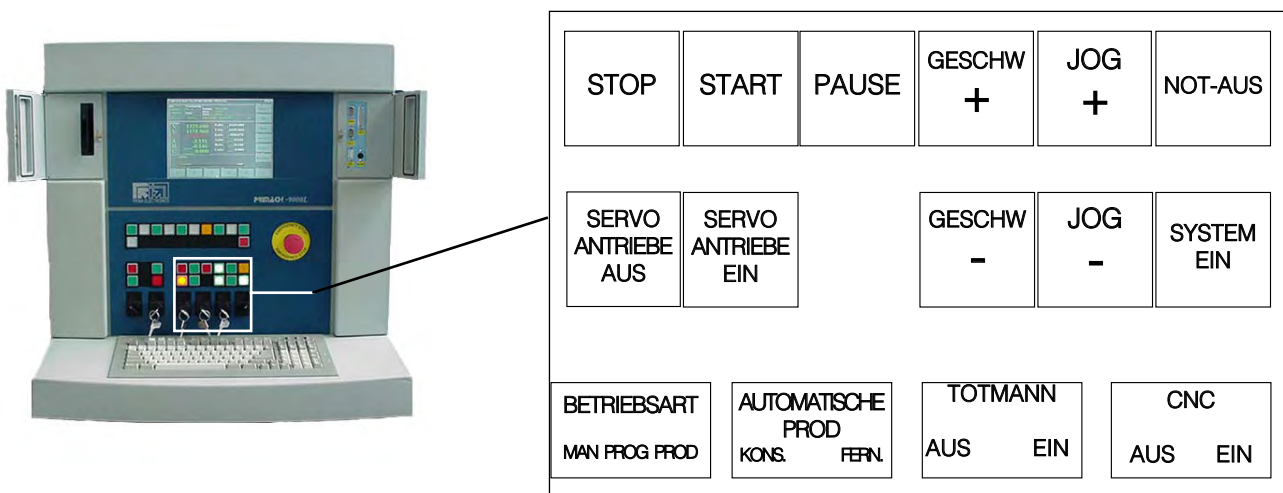 STOP
START
PAUSE
GESCHW
+
JOG
+
NOT-AUS
SERVO
ANTRIEBE
AUS
SERVO
ANTRIEBE
EIN
GESCHW
-
JOG
-
SYSTEM
EIN
BETRIEBSART
MAN PROG PROD
AUTOMATISCHE
PROD
KONS. FERN.
TOTMANN
AUS EIN
CNC
AUS EIN